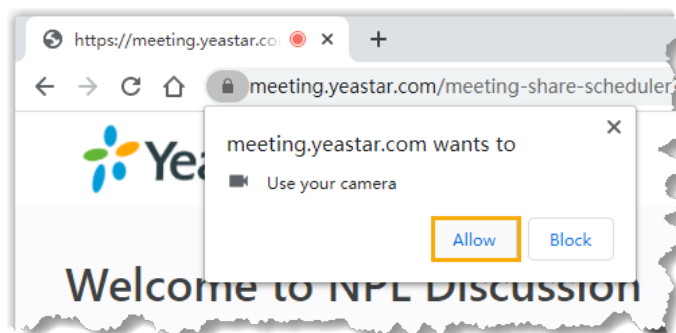 https://meeting.yeastar.co
meeting.yeastar.com/meeting-share-scheduler
Yea
meeting.yeastar.com wants to
Use your camera
Allow Block
Welcome to NPL Discussion